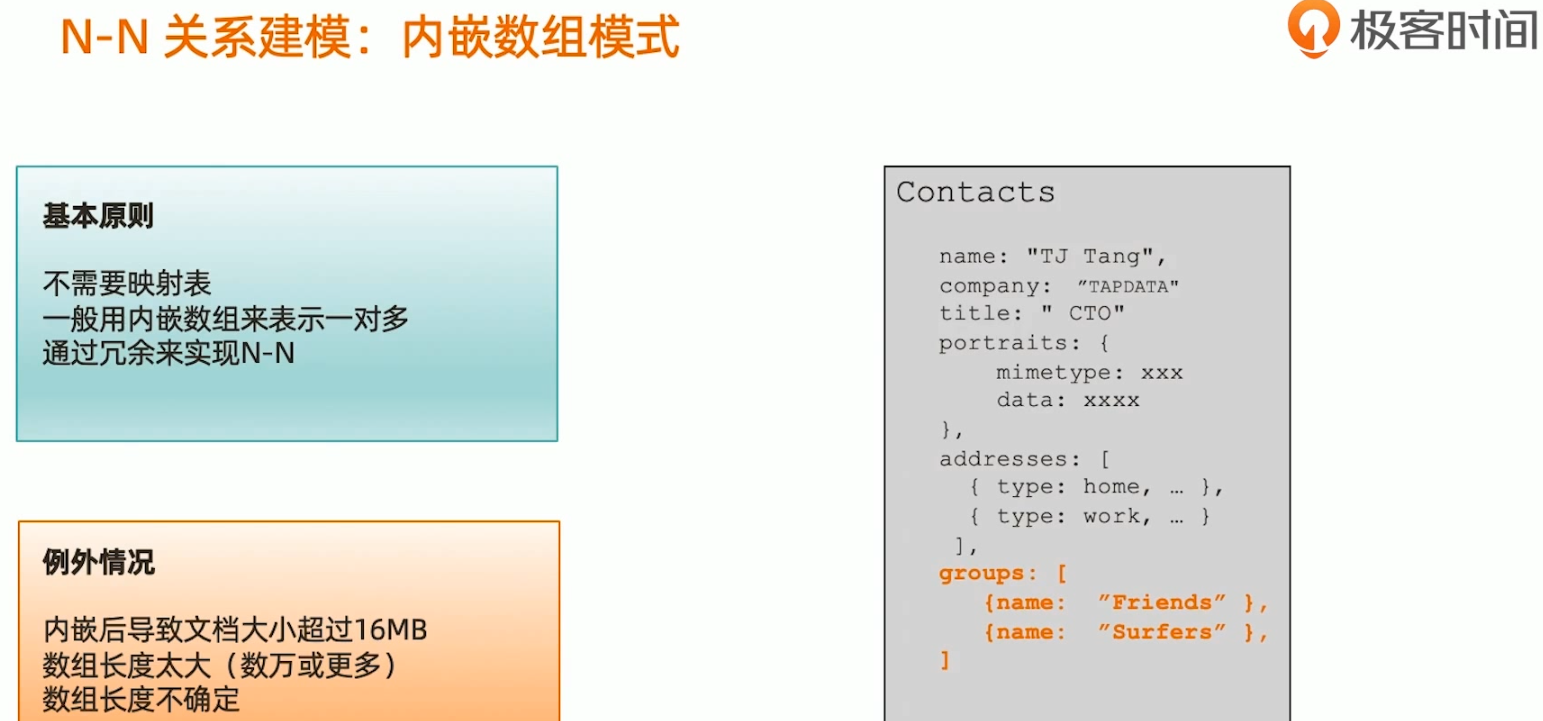 N-N 关系建模：内嵌数组模式
极客时间
基本原则
不需要映射表
一般用内嵌数组来表示一对多
通过冗余来实现N-N
例外情况
内嵌后导致文档大小超过16MB
数组长度太大（数万或更多）
数组长度不确定
Contacts
name: "TJ Tang",
company: ”TAPDATA"
title: " CTO"
portraits: {
mimetype: xxx
data: xxxx
},
addresses: [
{ type: home, … },
{ type: work, … }
],
groups: [
{name: ”Friends” },
{name: ”Surfers” },
]